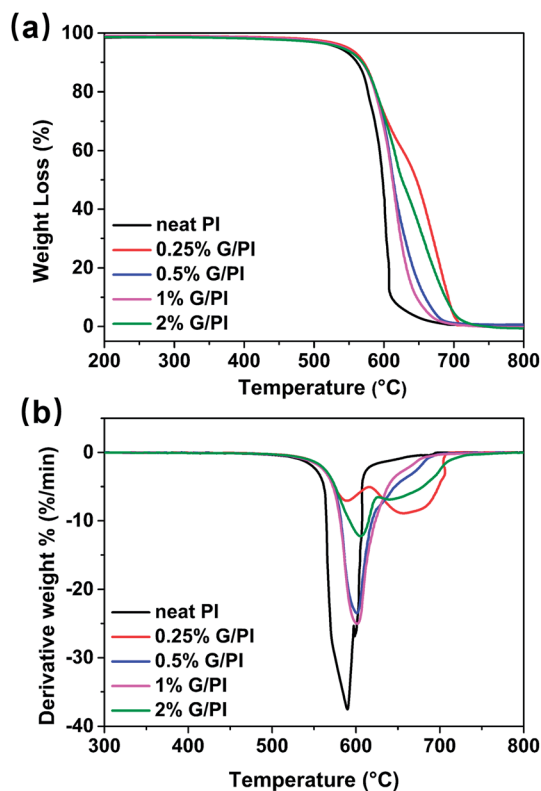 (a)
100
80
60
40
20
0
Weight Loss (%)
neat PI
0.25% G/PI
0.5% G/PI
1% G/PI
2% G/PI
200 300 400 500 600 700 800
Temperature (°C)
(b)
0
-10
-20
-30
-40
Derivative weight % (%/min)
neat PI
0.25% G/PI
0.5% G/PI
1% G/PI
2% G/PI
300 400 500 600 700 800
Temperature (°C)